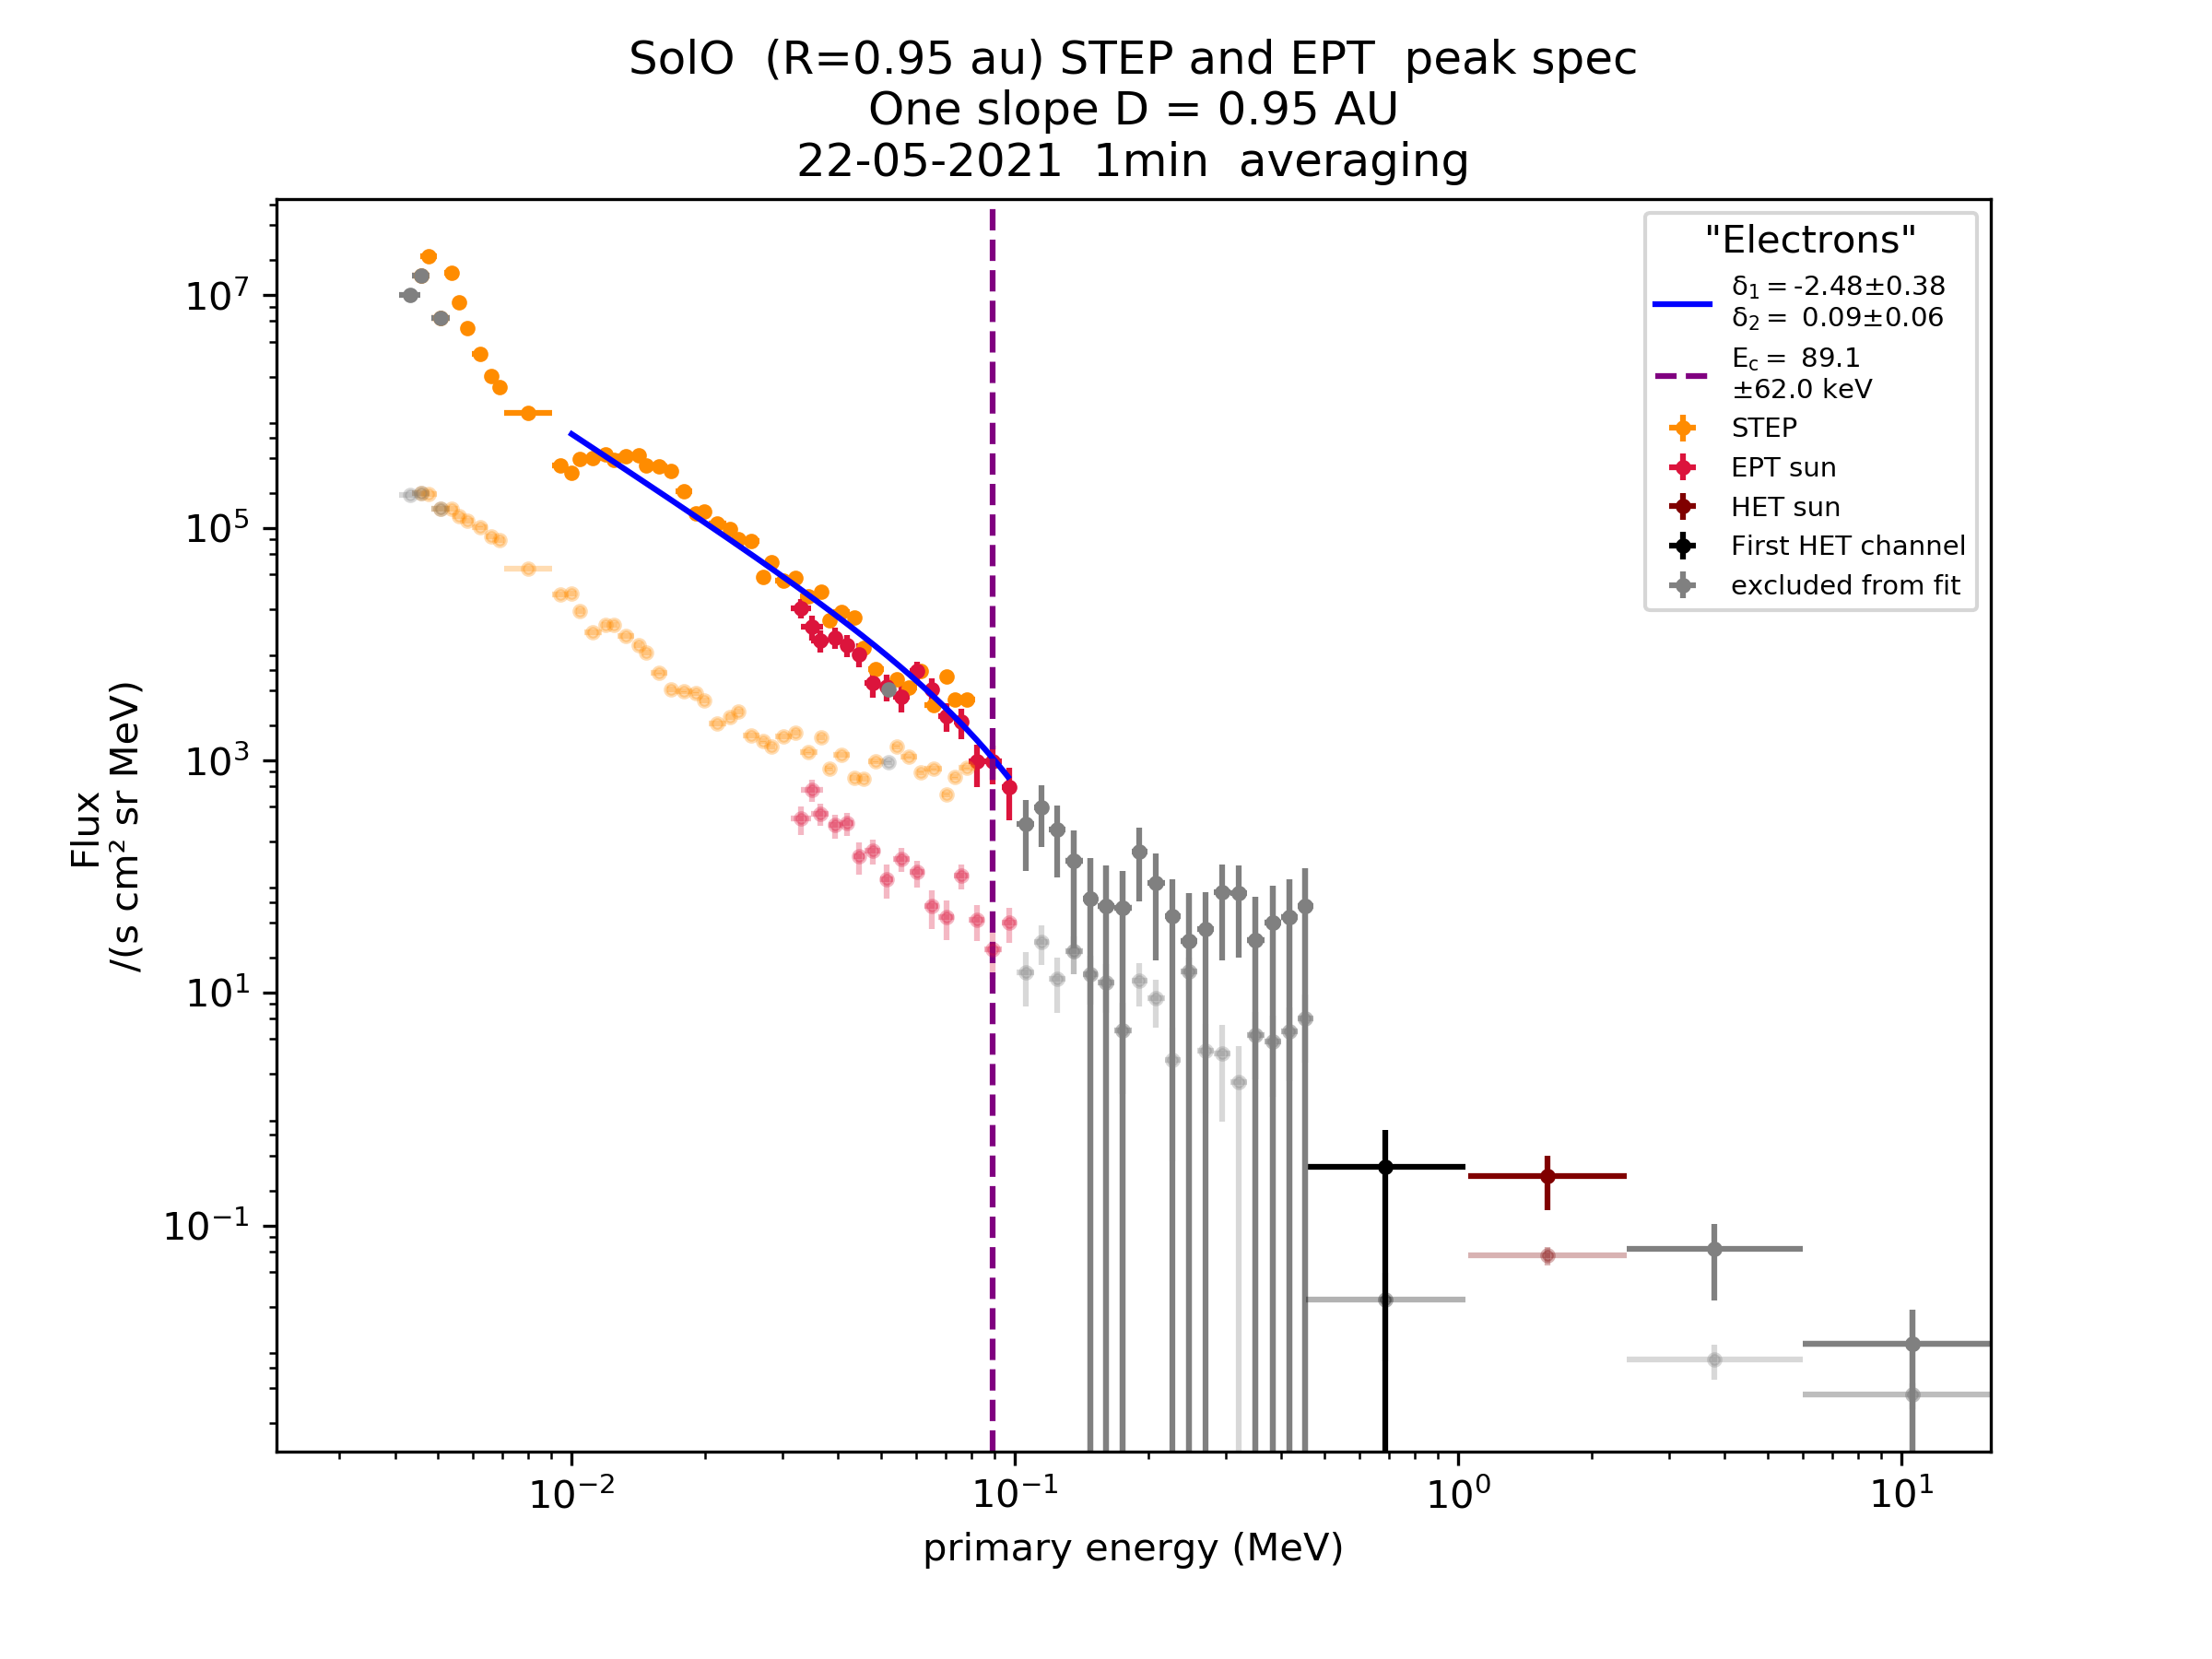 SolO (R=0.95 au) STEP and EPT peak spec
One slope D = 0.95 AU
22-05-2021 1min averaging
"Electrons"
δ₁ = -2.48±0.38
δ₂ = 0.09±0.06
E_c = 89.1
±62.0 keV
STEP
EPT sun
HET sun
First HET channel
excluded from fit
Flux
/(s cm² sr MeV)
10⁷
10⁵
10³
10¹
10⁻¹
10⁻²
10⁻¹
10⁰
10¹
primary energy (MeV)